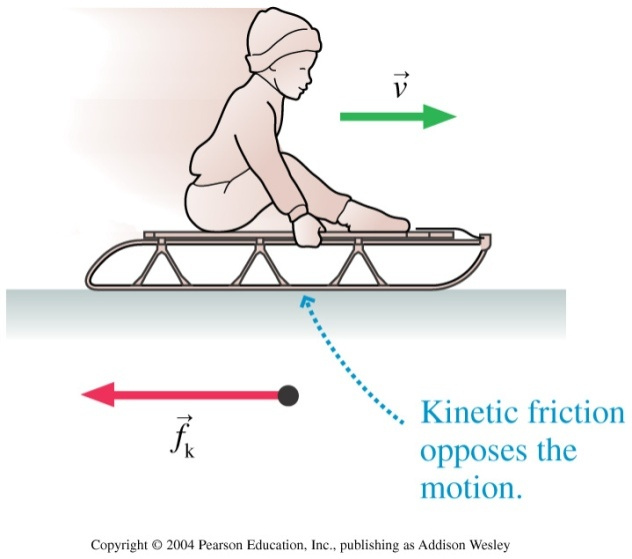 v⃗
f⃗k
Kinetic friction
opposes the
motion.
Copyright © 2004 Pearson Education, Inc., publishing as Addison Wesley